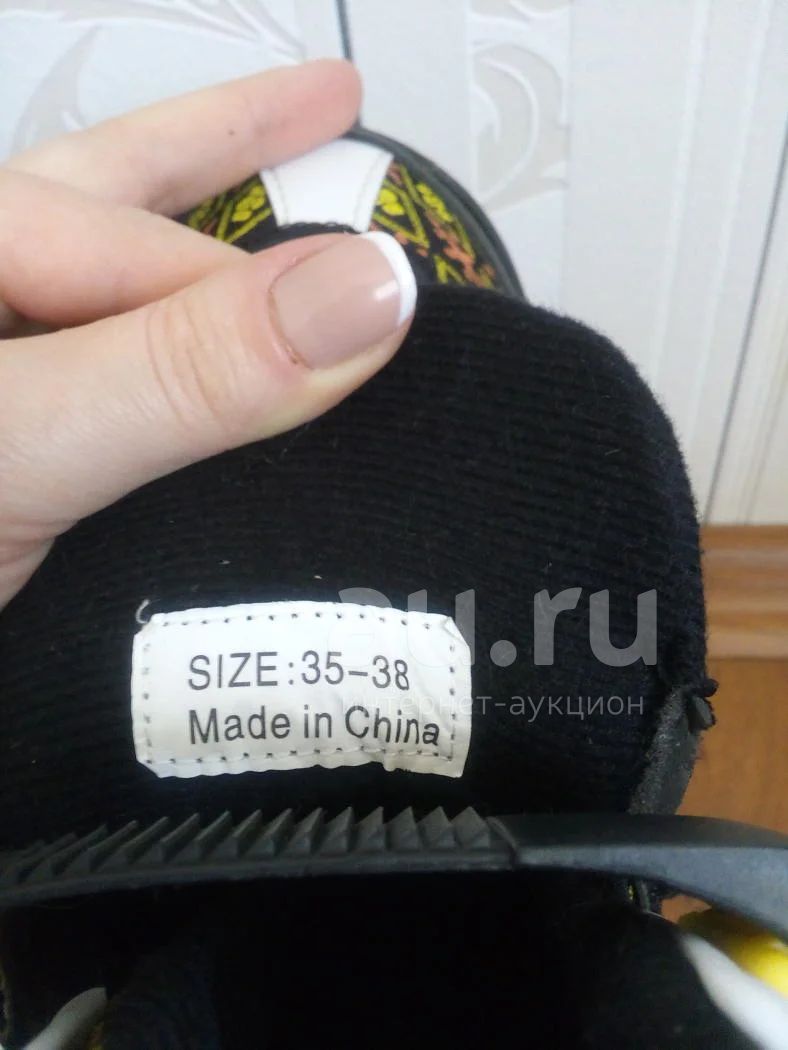 au.ru
интернет-аукцион
SIZE:35-38
Made in China